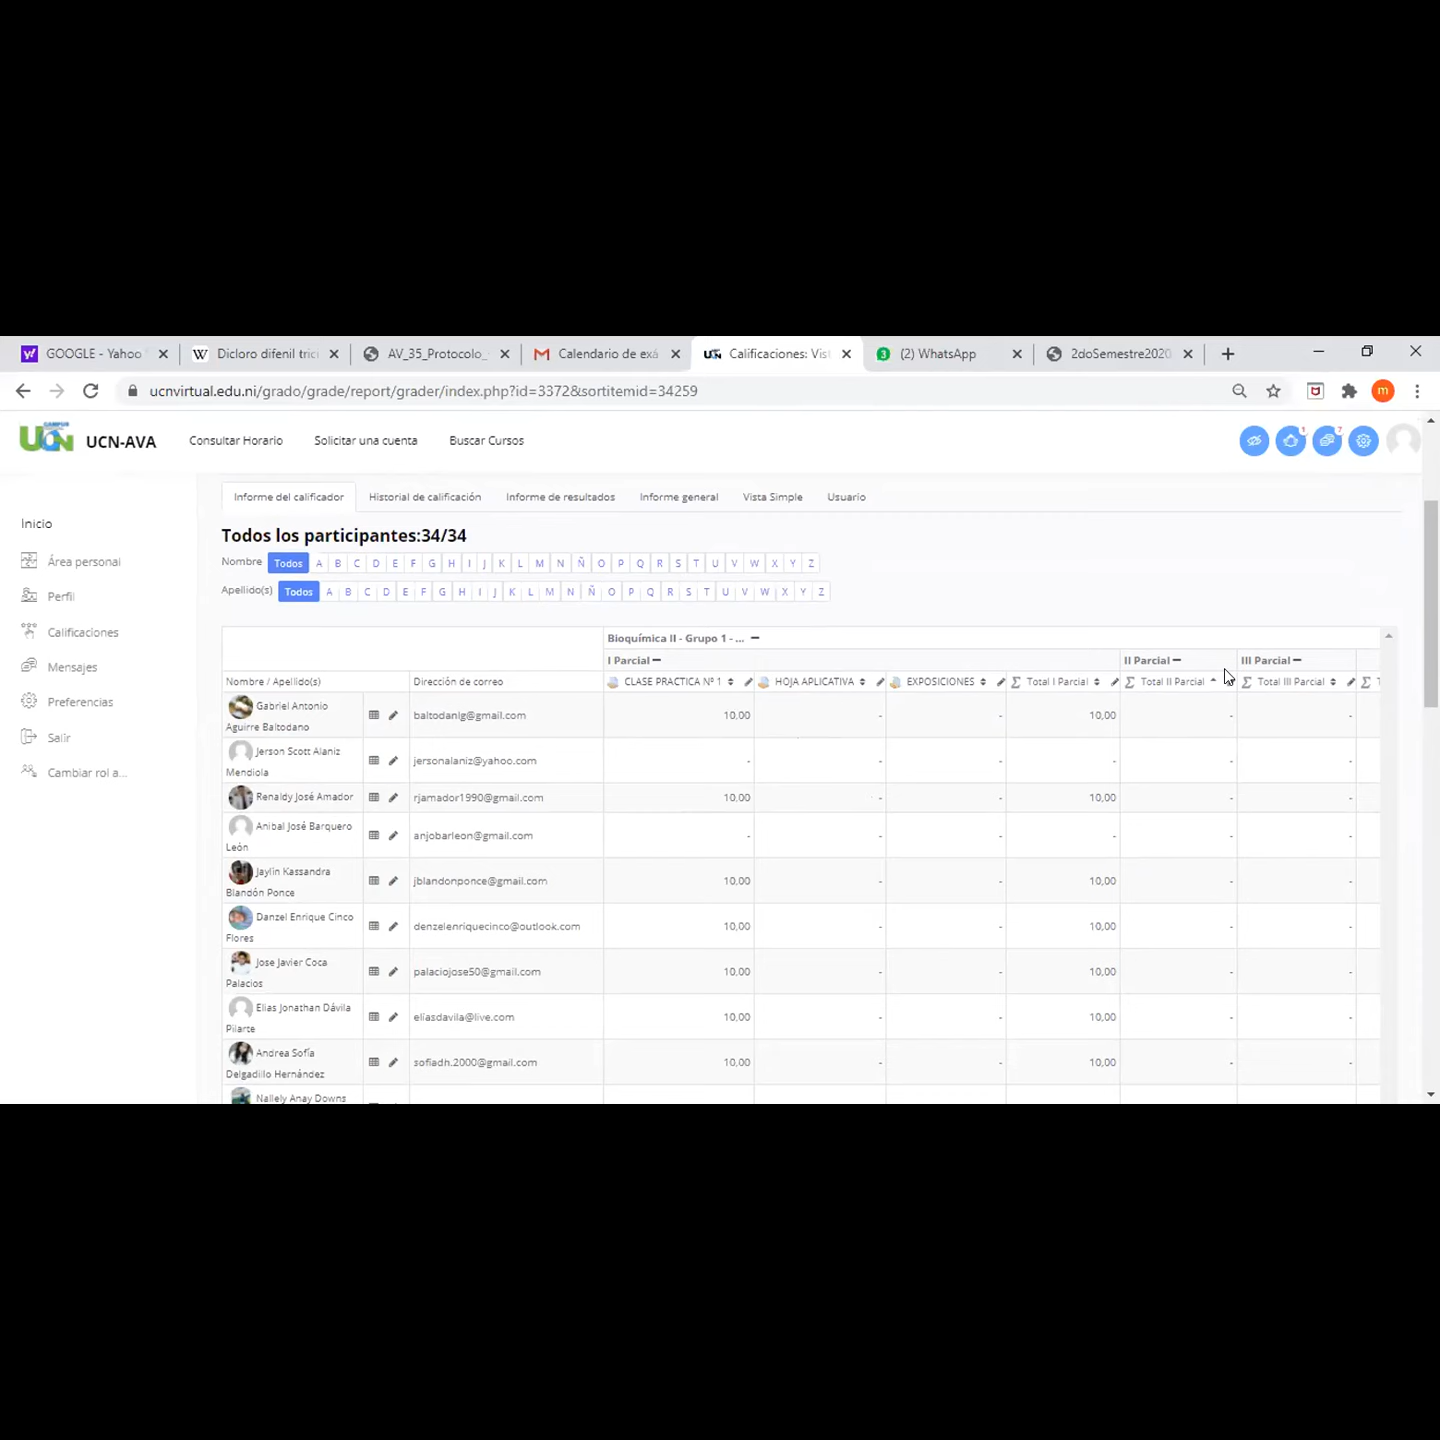 GOOGLE - Yahoo
Dicloro difenil tric
AV_35_Protocolo_
Calendario de exá
Calificaciones: Vist
(2) WhatsApp
2doSemestre2020
ucnvirtual.edu.ni/grado/grade/report/grader/index.php?id=3372&sortitemid=34259
m
UCN
UCN-AVA
Consultar Horario
Solicitar una cuenta
Buscar Cursos
1
7
Inicio
Área personal
Perfil
Calificaciones
Mensajes
Preferencias
Salir
Cambiar rol a...
Informe del calificador
Historial de calificación
Informe de resultados
Informe general
Vista Simple
Usuario
Todos los participantes:34/34
Nombre Todos A B C D E F G H I J K L M N Ñ O P Q R S T U V W X Y Z
Apellido(s) Todos A B C D E F G H I J K L M N Ñ O P Q R S T U V W X Y Z
Bioquímica II - Grupo 1 - ... −
I Parcial − II Parcial − III Parcial −
Nombre / Apellido(s) Dirección de correo CLASE PRACTICA Nº 1 HOJA APLICATIVA EXPOSICIONES Σ Total I Parcial Σ Total II Parcial Σ Total III Parcial Σ T
Gabriel Antonio
Aguirre Baltodano
baltodanlg@gmail.com 10,00 - - 10,00 - -
Jerson Scott Alaniz
Mendiola
jersonalaniz@yahoo.com - - - - - -
Renaldy José Amador rjamador1990@gmail.com 10,00 - - 10,00 - -
Anibal José Barquero
León
anjobarleon@gmail.com - - - - - -
Jaylin Kassandra
Blandón Ponce
jblandonponce@gmail.com 10,00 - - 10,00 - -
Danzel Enrique Cinco
Flores
denzelenriquecinco@outlook.com 10,00 - - 10,00 - -
Jose Javier Coca
Palacios
palaciojose50@gmail.com 10,00 - - 10,00 - -
Elias Jonathan Dávila
Pilarte
eliasdavila@live.com 10,00 - - 10,00 - -
Andrea Sofía
Delgadillo Hernández
sofiadh.2000@gmail.com 10,00 - - 10,00 - -
Nallely Anay Downs